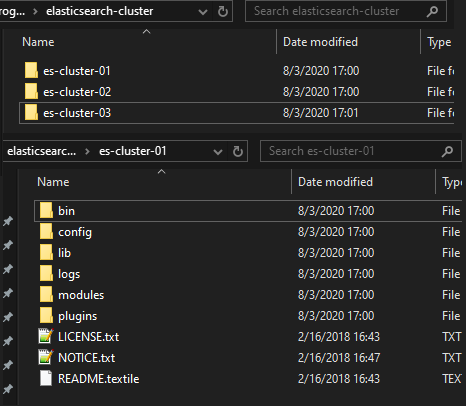 rog... > elasticsearch-cluster Search elasticsearch-cluster
Name Date modified Type
es-cluster-01 8/3/2020 17:00 File fo
es-cluster-02 8/3/2020 17:00 File fo
es-cluster-03 8/3/2020 17:01 File fo
elasticsearc... > es-cluster-01 Search es-cluster-01
Name Date modified Type
bin 8/3/2020 17:00 File
config 8/3/2020 17:00 File
lib 8/3/2020 17:00 File
logs 8/3/2020 17:00 File
modules 8/3/2020 17:00 File
plugins 8/3/2020 17:00 File
LICENSE.txt 2/16/2018 16:43 TXT
NOTICE.txt 2/16/2018 16:47 TXT
README.textile 2/16/2018 16:43 TEX